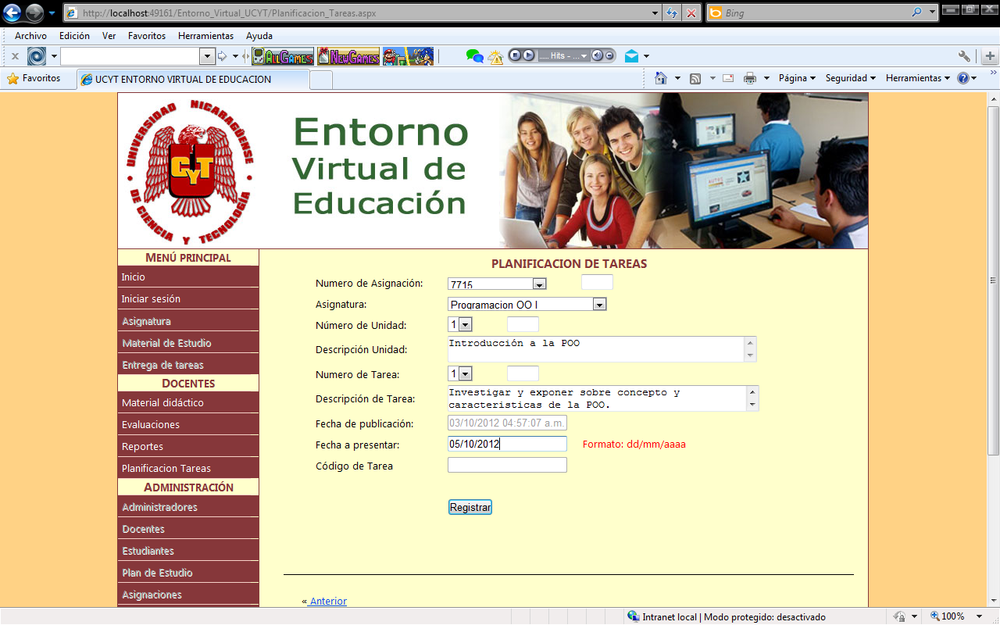 http://localhost:49161/Entorno_Virtual_UCYT/Planificacion_Tareas.aspx
Bing
Archivo Edición Ver Favoritos Herramientas Ayuda
ALLGAMES NEWGAMES ..... Hits - ...
Favoritos UCYT ENTORNO VIRTUAL DE EDUCACION Página Seguridad Herramientas
UNIVERSIDAD NICARAGÜENSE
DE CIENCIA Y TECNOLOGÍA
CYT
Entorno
Virtual de
Educación
MENÚ PRINCIPAL
Inicio
Iniciar sesión
Asignatura
Material de Estudio
Entrega de tareas
DOCENTES
Material didáctico
Evaluaciones
Reportes
Planificacion Tareas
ADMINISTRACIÓN
Administradores
Docentes
Estudiantes
Plan de Estudio
Asignaciones
PLANIFICACION DE TAREAS
Numero de Asignación: 7715
Asignatura: Programacion OO I
Número de Unidad: 1
Descripción Unidad: Introducción a la POO
Numero de Tarea: 1
Descripción de Tarea: Investigar y exponer sobre concepto y
caracteristicas de la POO.
Fecha de publicación: 03/10/2012 04:57:07 a.m.
Fecha a presentar: 05/10/2012 Formato: dd/mm/aaaa
Código de Tarea
Registrar
« Anterior
Intranet local | Modo protegido: desactivado 100%